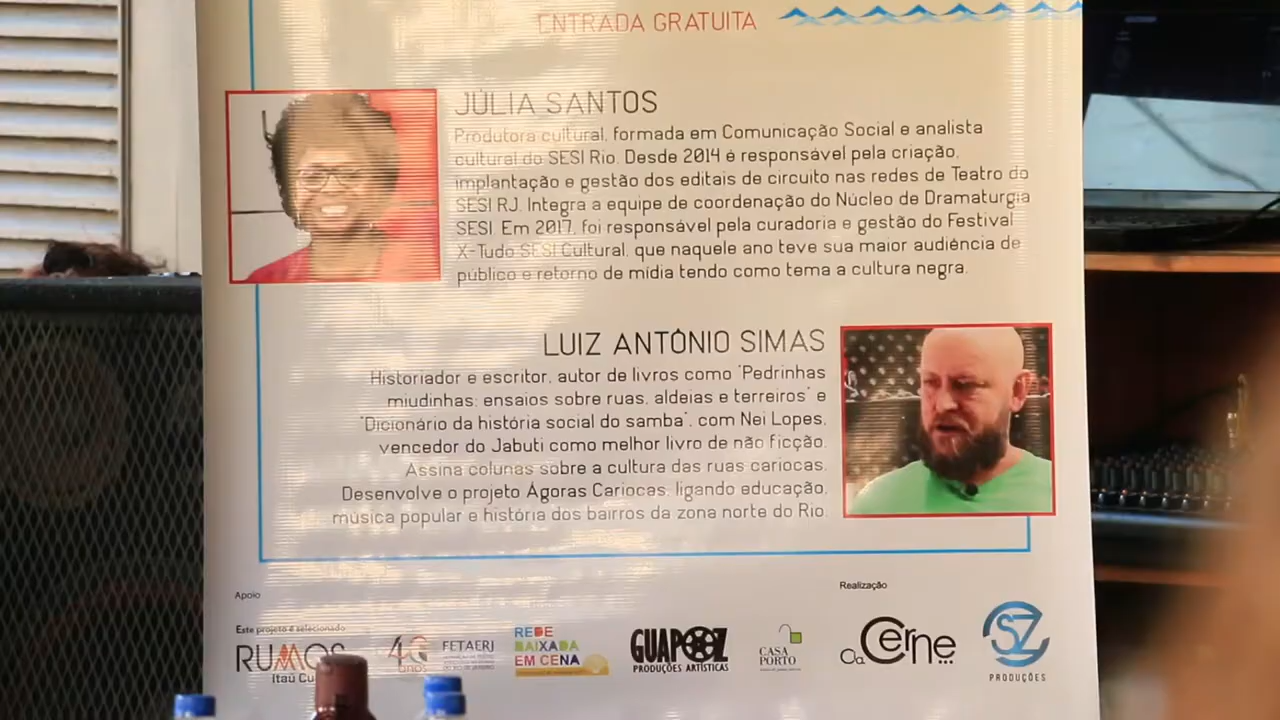 ENTRADA GRATUITA
JÚLIA SANTOS
Produtora cultural, formada em Comunicação Social e analista
cultural do SESI Rio. Desde 2014 é responsável pela criação,
implantação e gestão dos editais de circuito nas redes de Teatro do
SESI RJ. Integra a equipe de coordenação do Núcleo de Dramaturgia
SESI. Em 2017, foi responsável pela curadoria e gestão do Festival
X-Tudo SESI Cultural, que naquele ano teve sua maior audiência de
público e retorno de mídia tendo como tema a cultura negra.
LUIZ ANTÔNIO SIMAS
Historiador e escritor, autor de livros como "Pedrinhas
miudinhas: ensaios sobre ruas, aldeias e terreiros" e
"Dicionário da história social do samba", com Nei Lopes,
vencedor do Jabuti como melhor livro de não ficção.
Assina colunas sobre a cultura das ruas cariocas.
Desenvolve o projeto Ágoras Cariocas, ligando educação,
música popular e história dos bairros da zona norte do Rio.
Apoio
Realização
Este projeto é selecionado
RUMOS
Itaú Cu
40 anos
FETAERJ
REDE
BAIXADA
EM CENA
GUAPOZ
PRODUÇÕES ARTÍSTICAS
CASA
PORTO
Cia Cerne...
SZ
PRODUÇÕES